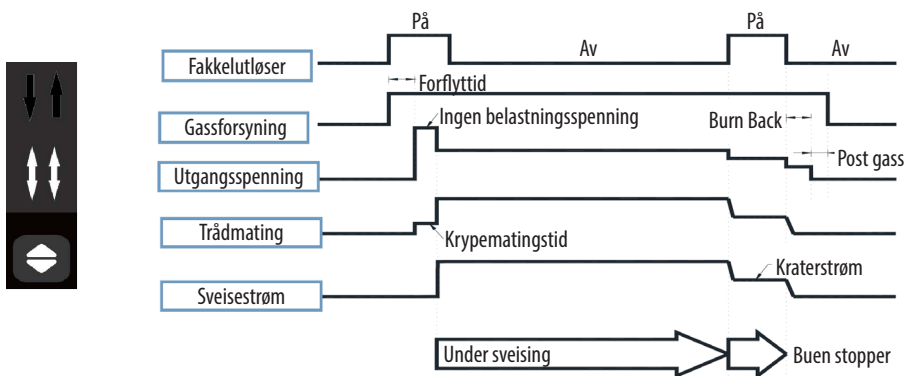 På
På
Av
Av
Fakkelutløser
Forflyttid
Gassforsyning
Ingen belastningsspenning
Burn Back
Post gass
Utgangsspenning
Trådmating
Krypematingstid
Kraterstrøm
Sveisestrøm
Under sveising
Buen stopper